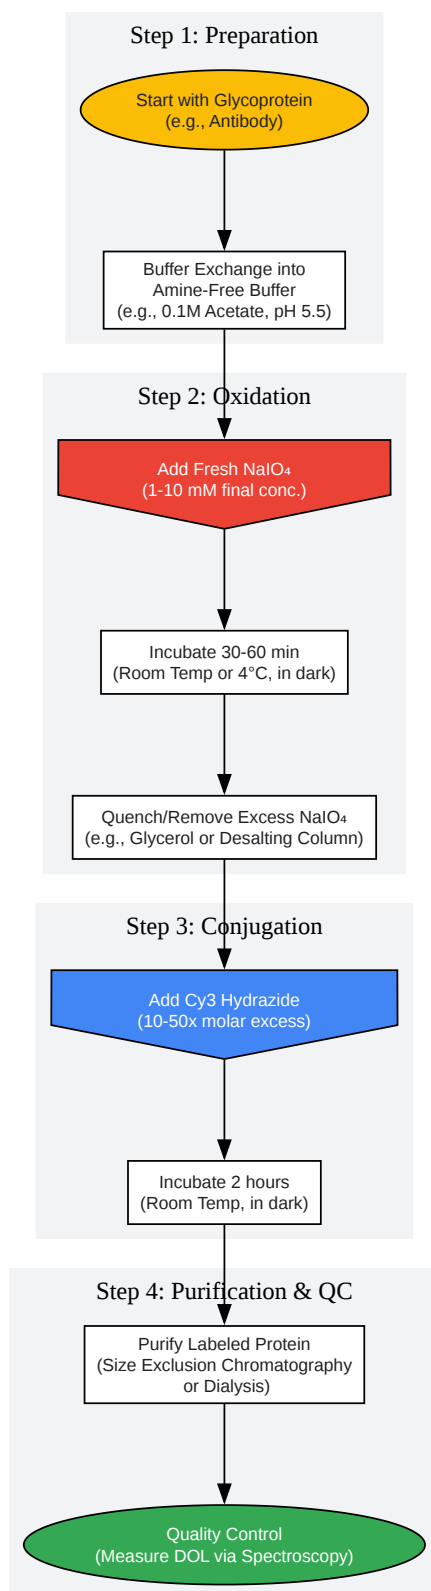 Step 1: Preparation
Start with Glycoprotein
(e.g., Antibody)
Buffer Exchange into
Amine-Free Buffer
(e.g., 0.1M Acetate, pH 5.5)
Step 2: Oxidation
Add Fresh NaIO₄
(1-10 mM final conc.)
Incubate 30-60 min
(Room Temp or 4°C, in dark)
Quench/Remove Excess NaIO₄
(e.g., Glycerol or Desalting Column)
Step 3: Conjugation
Add Cy3 Hydrazide
(10-50x molar excess)
Incubate 2 hours
(Room Temp, in dark)
Step 4: Purification & QC
Purify Labeled Protein
(Size Exclusion Chromatography
or Dialysis)
Quality Control
(Measure DOL via Spectroscopy)